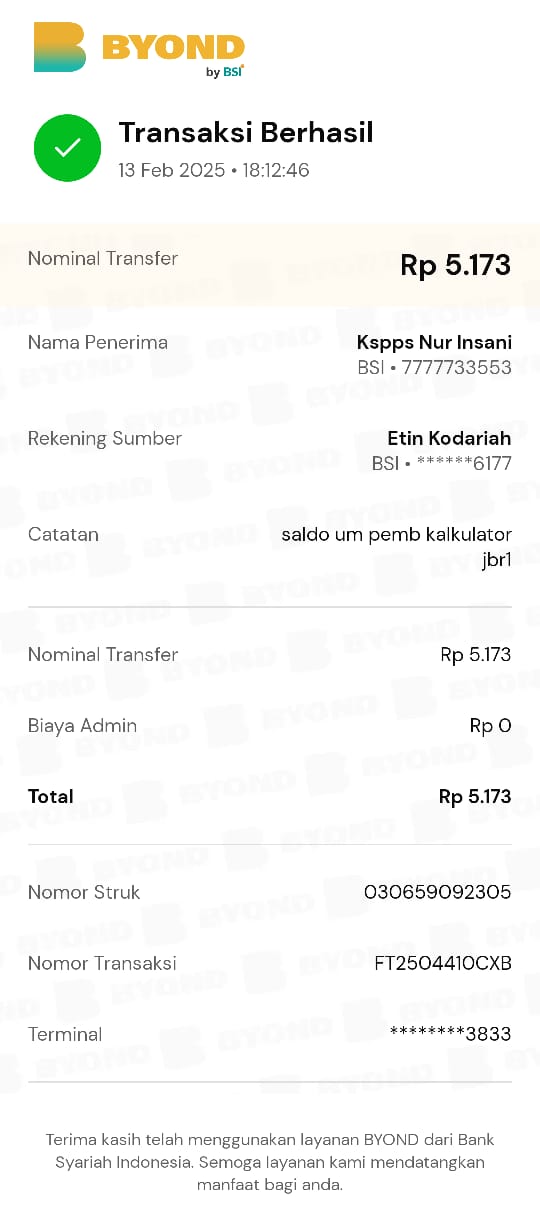 BYOND
by BSI
Transaksi Berhasil
13 Feb 2025 • 18:12:46
Nominal Transfer Rp 5.173
Nama Penerima Kspps Nur Insani
BSI • 7777733553
Rekening Sumber Etin Kodariah
BSI • ******6177
Catatan saldo um pemb kalkulator
jbr1
Nominal Transfer Rp 5.173
Biaya Admin Rp 0
Total Rp 5.173
Nomor Struk 030659092305
Nomor Transaksi FT2504410CXB
Terminal ********3833
Terima kasih telah menggunakan layanan BYOND dari Bank
Syariah Indonesia. Semoga layanan kami mendatangkan
manfaat bagi anda.